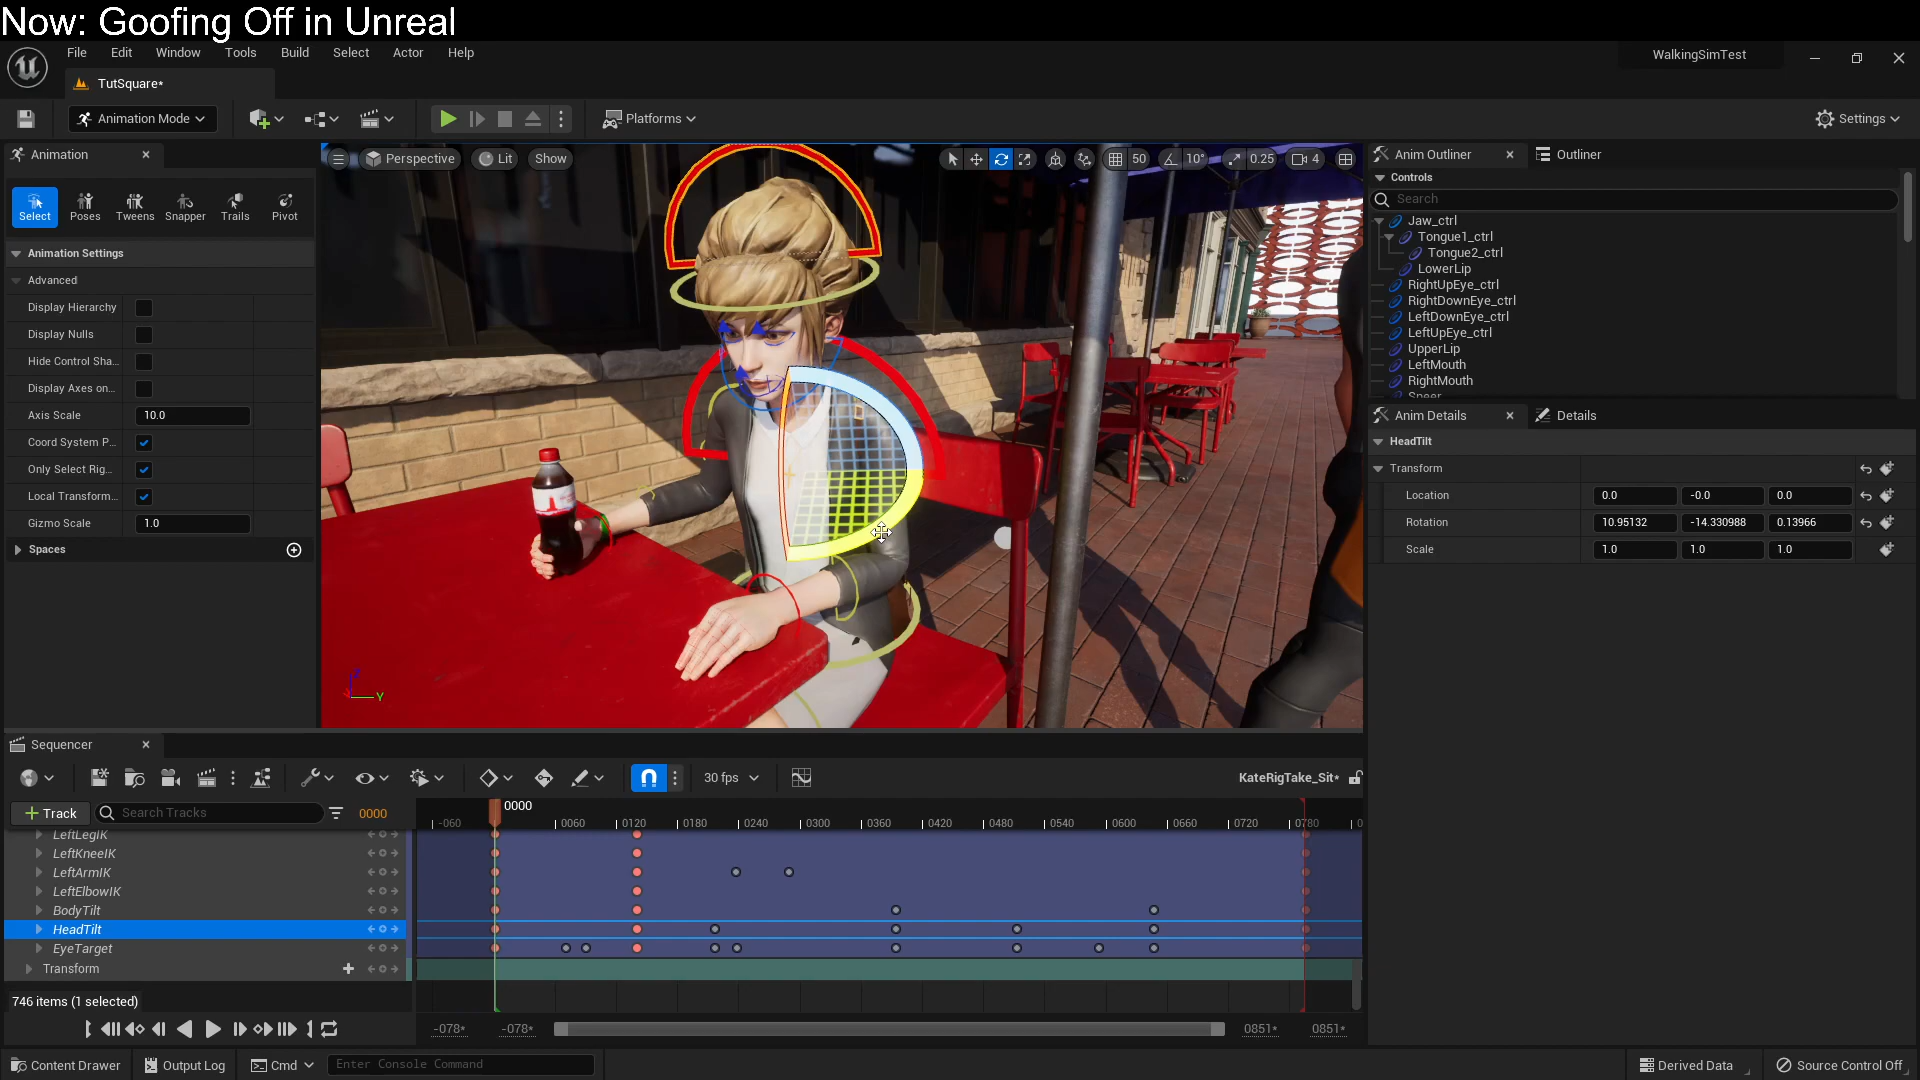 Now: Goofing Off in Unreal
File Edit Window Tools Build Select Actor Help
WalkingSimTest
TutSquare*
Animation Mode
Platforms
Settings
Animation
Perspective Lit Show
50 10° 0.25 4
Anim Outliner
Outliner
Select Poses Tweens Snapper Trails Pivot
Controls
Search
Jaw_ctrl
Tongue1_ctrl
Tongue2_ctrl
LowerLip
RightUpEye_ctrl
RightDownEye_ctrl
LeftDownEye_ctrl
LeftUpEye_ctrl
UpperLip
LeftMouth
RightMouth
Sneer
Animation Settings
Advanced
Display Hierarchy
Display Nulls
Hide Control Sha...
Display Axes on...
Axis Scale 10.0
Coord System P...
Only Select Rig...
Local Transform...
Gizmo Scale 1.0
Spaces
Anim Details
Details
HeadTilt
Transform
Location 0.0 -0.0 0.0
Rotation 10.95132 -14.330988 0.13966
Scale 1.0 1.0 1.0
Y
Sequencer
30 fps
KateRigTake_Sit*
Track
Search Tracks
0000
0000
-060 0060 0120 0180 0240 0300 0360 0420 0480 0540 0600 0660 0720 0780
LeftLegIK
LeftKneeIK
LeftArmIK
LeftElbowIK
BodyTilt
HeadTilt
EyeTarget
Transform
746 items (1 selected)
-078* -078* 0851* 0851*
Content Drawer Output Log Cmd Enter Console Command
Derived Data Source Control Off